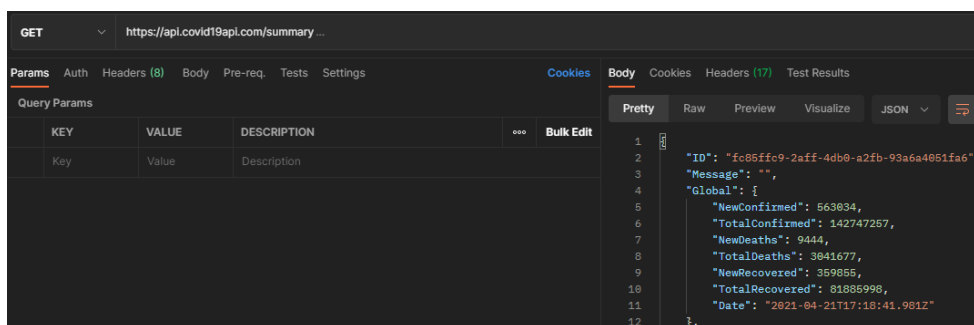 GET https://api.covid19api.com/summary ...
Params Auth Headers (8) Body Pre-req. Tests Settings Cookies
Query Params
KEY VALUE DESCRIPTION ooo Bulk Edit
Key Value Description
Body Cookies Headers (17) Test Results
Pretty Raw Preview Visualize JSON
1 {
2 "ID": "fc85ffc9-2aff-4db0-a2fb-93a6a4051fa6"
3 "Message": "",
4 "Global": {
5 "NewConfirmed": 563034,
6 "TotalConfirmed": 142747257,
7 "NewDeaths": 9444,
8 "TotalDeaths": 3041677,
9 "NewRecovered": 359855,
10 "TotalRecovered": 81885998,
11 "Date": "2021-04-21T17:18:41.981Z"
12 },